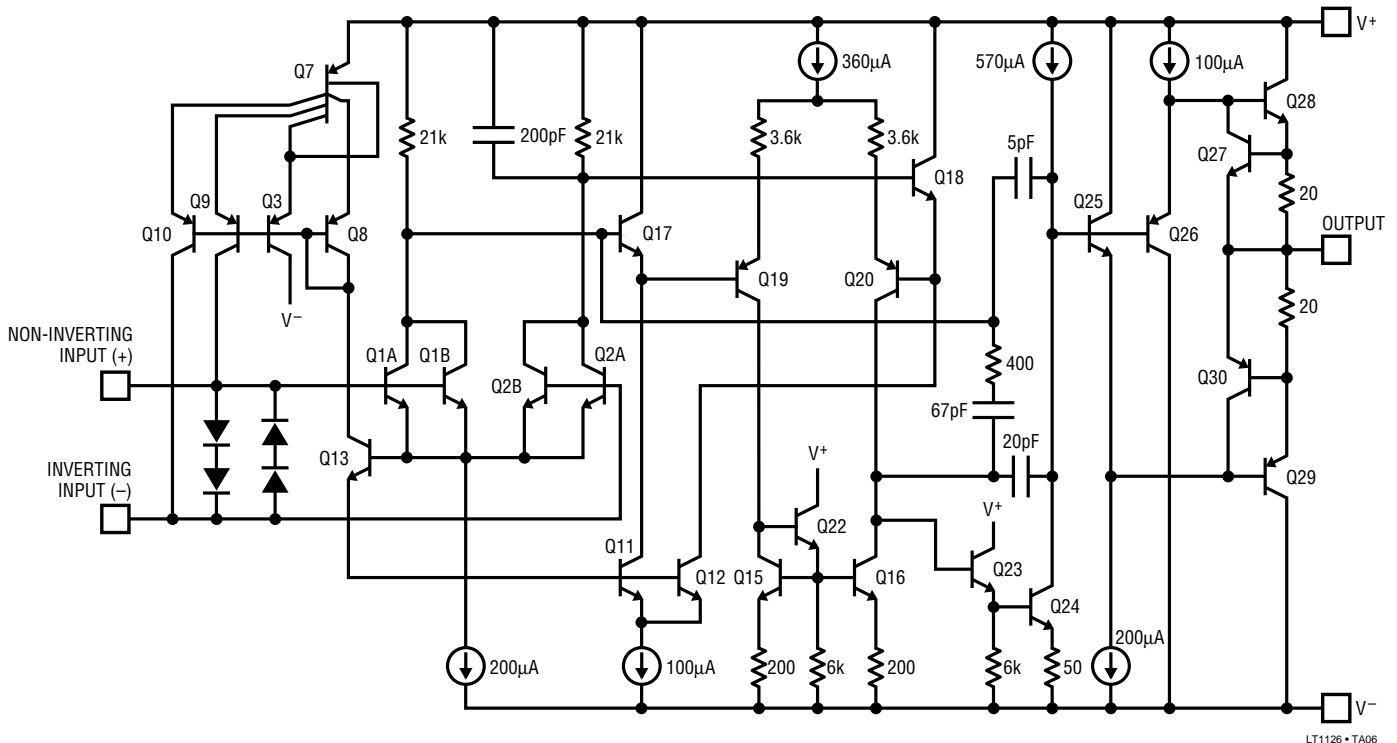 V+
360µA
570µA
100µA
Q7
Q28
21k
200pF
21k
3.6k
3.6k
5pF
Q27
Q18
20
Q9
Q3
Q25
OUTPUT
Q10
Q8
Q17
Q26
Q19
Q20
V−
20
NON-INVERTING
INPUT (+)
Q1A
Q1B
Q2A
400
Q2B
Q30
67pF
20pF
INVERTING
INPUT (–)
Q13
V+
Q29
V+
Q22
Q11
Q12
Q15
Q16
Q23
Q24
200µA
200µA
100µA
200
6k
200
6k
50
V−
LT1126 • TA06